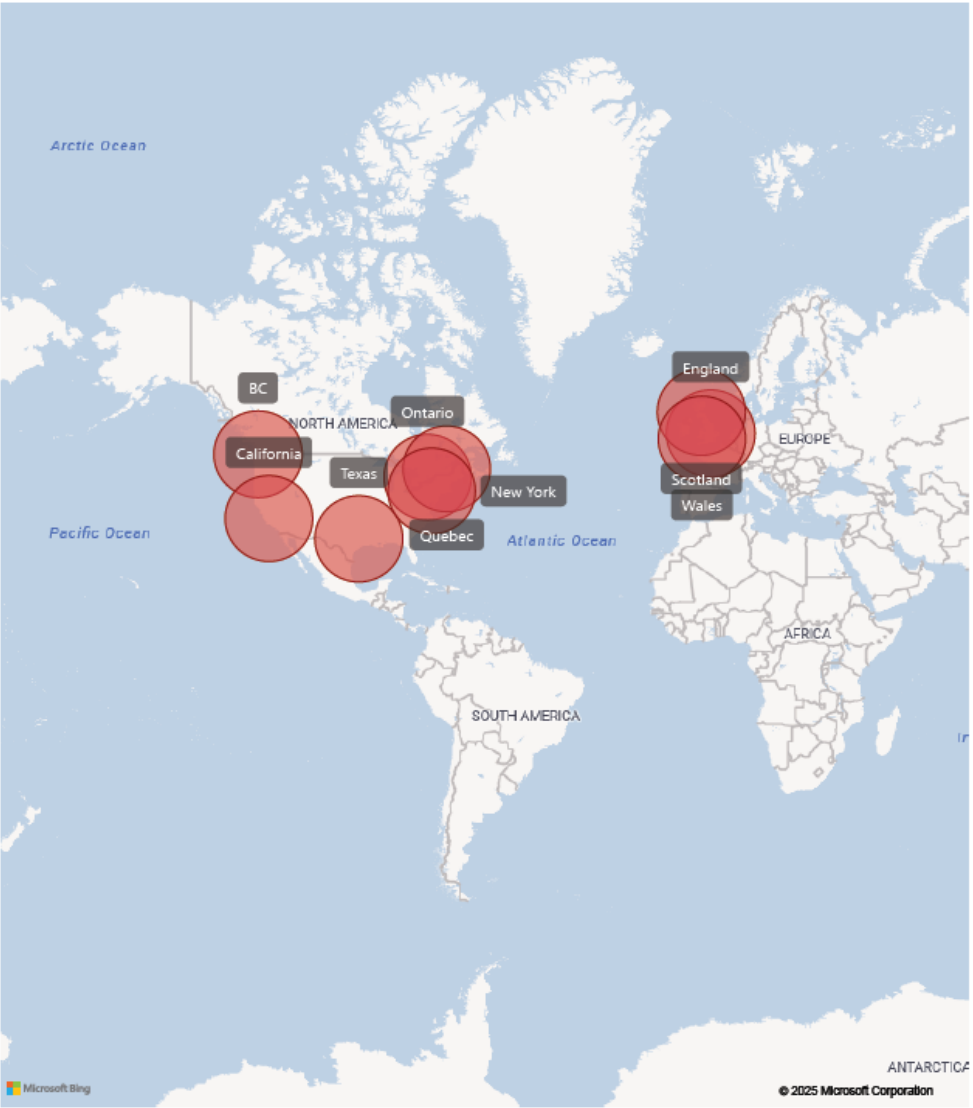 Arctic Ocean
England
BC
Ontario
NORTH AMERICA
EUROPE
California
Texas
Scotland
New York
Wales
Pacific Ocean
Quebec
Atlantic Ocean
AFRICA
SOUTH AMERICA
ANTARCTICA
Microsoft Bing
© 2025 Microsoft Corporation